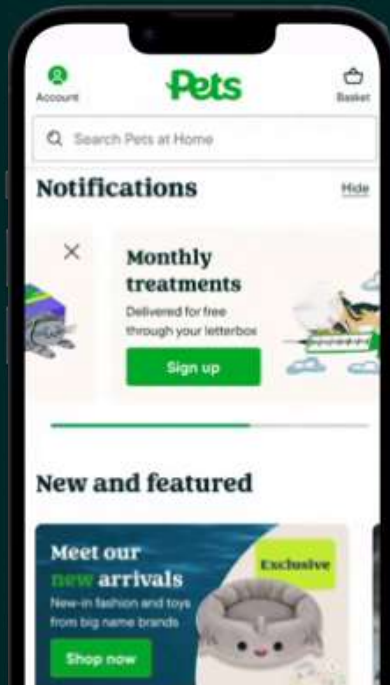 Pets
Account
Basket
Search Pets at Home
Notifications
Hide
Monthly
treatments
Delivered for free
through your letterbox
Sign up
New and featured
Meet our
new arrivals
New-in fashion and toys
from big name brands
Shop now
Exclusive